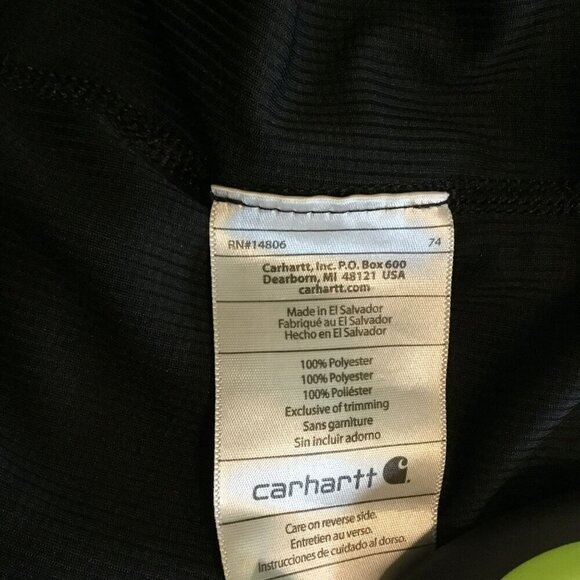 RN#14806 74
Carhartt, Inc. P.O. Box 600
Dearborn, MI 48121 USA
carhartt.com
Made in El Salvador
Fabriqué au El Salvador
Hecho en El Salvador
100% Polyester
100% Polyester
100% Poliéster
Exclusive of trimming
Sans garniture
Sin incluir adorno
carhartt
Care on reverse side.
Entretien au verso.
Instrucciones de cuidado al dorso.